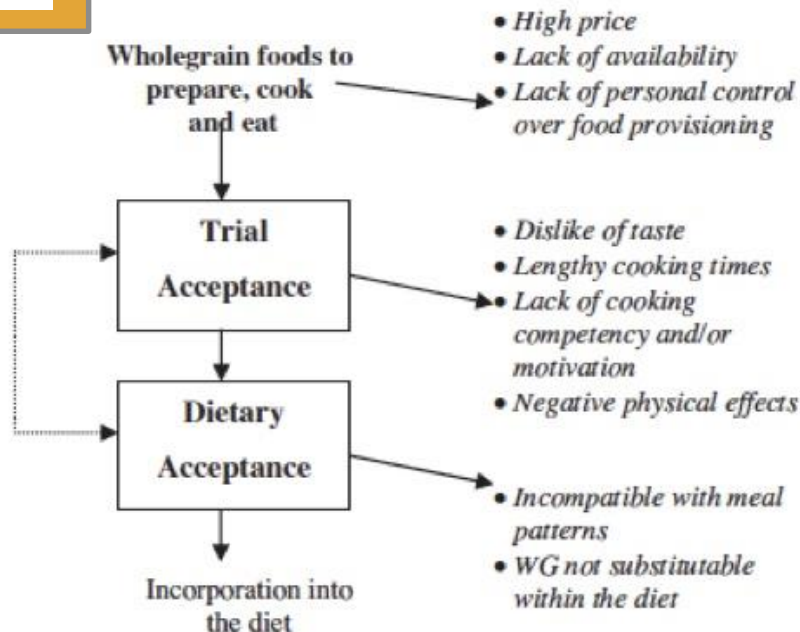 Wholegrain foods to
prepare, cook
and eat
• High price
• Lack of availability
• Lack of personal control
over food provisioning
Trial
Acceptance
• Dislike of taste
• Lengthy cooking times
• Lack of cooking
competency and/or
motivation
• Negative physical effects
Dietary
Acceptance
• Incompatible with meal
patterns
• WG not substitutable
within the diet
Incorporation into
the diet